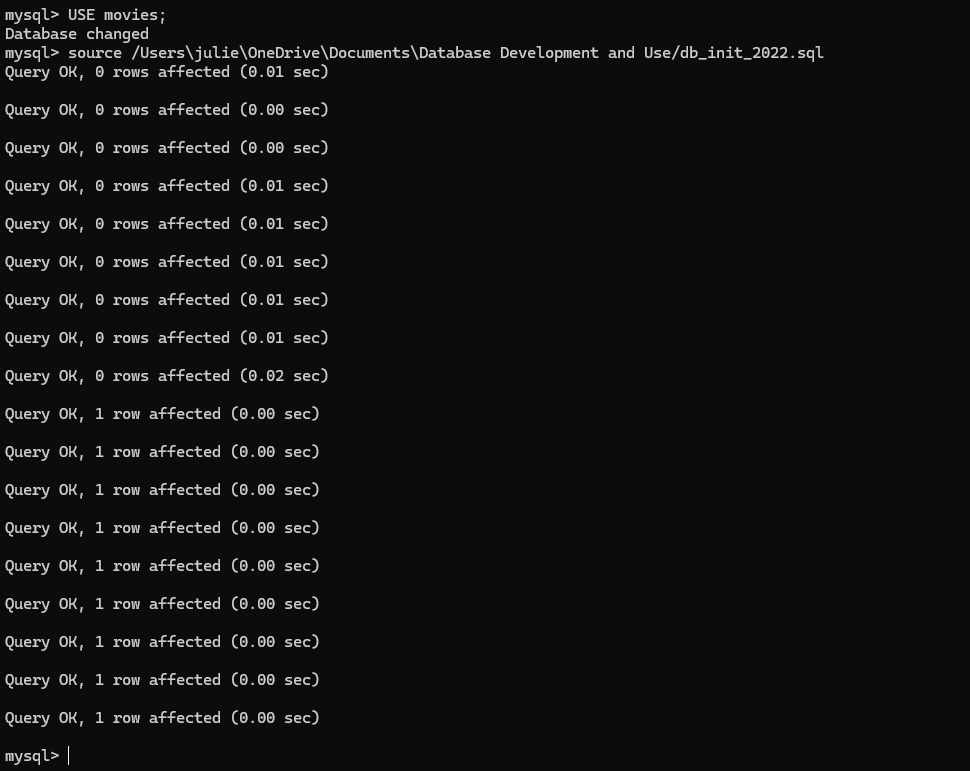 mysql> USE movies;
Database changed
mysql> source /Users\julie\OneDrive\Documents\Database Development and Use/db_init_2022.sql
Query OK, 0 rows affected (0.01 sec)
Query OK, 0 rows affected (0.00 sec)
Query OK, 0 rows affected (0.00 sec)
Query OK, 0 rows affected (0.01 sec)
Query OK, 0 rows affected (0.01 sec)
Query OK, 0 rows affected (0.01 sec)
Query OK, 0 rows affected (0.01 sec)
Query OK, 0 rows affected (0.01 sec)
Query OK, 0 rows affected (0.02 sec)
Query OK, 1 row affected (0.00 sec)
Query OK, 1 row affected (0.00 sec)
Query OK, 1 row affected (0.00 sec)
Query OK, 1 row affected (0.00 sec)
Query OK, 1 row affected (0.00 sec)
Query OK, 1 row affected (0.00 sec)
Query OK, 1 row affected (0.00 sec)
Query OK, 1 row affected (0.00 sec)
Query OK, 1 row affected (0.00 sec)
mysql>